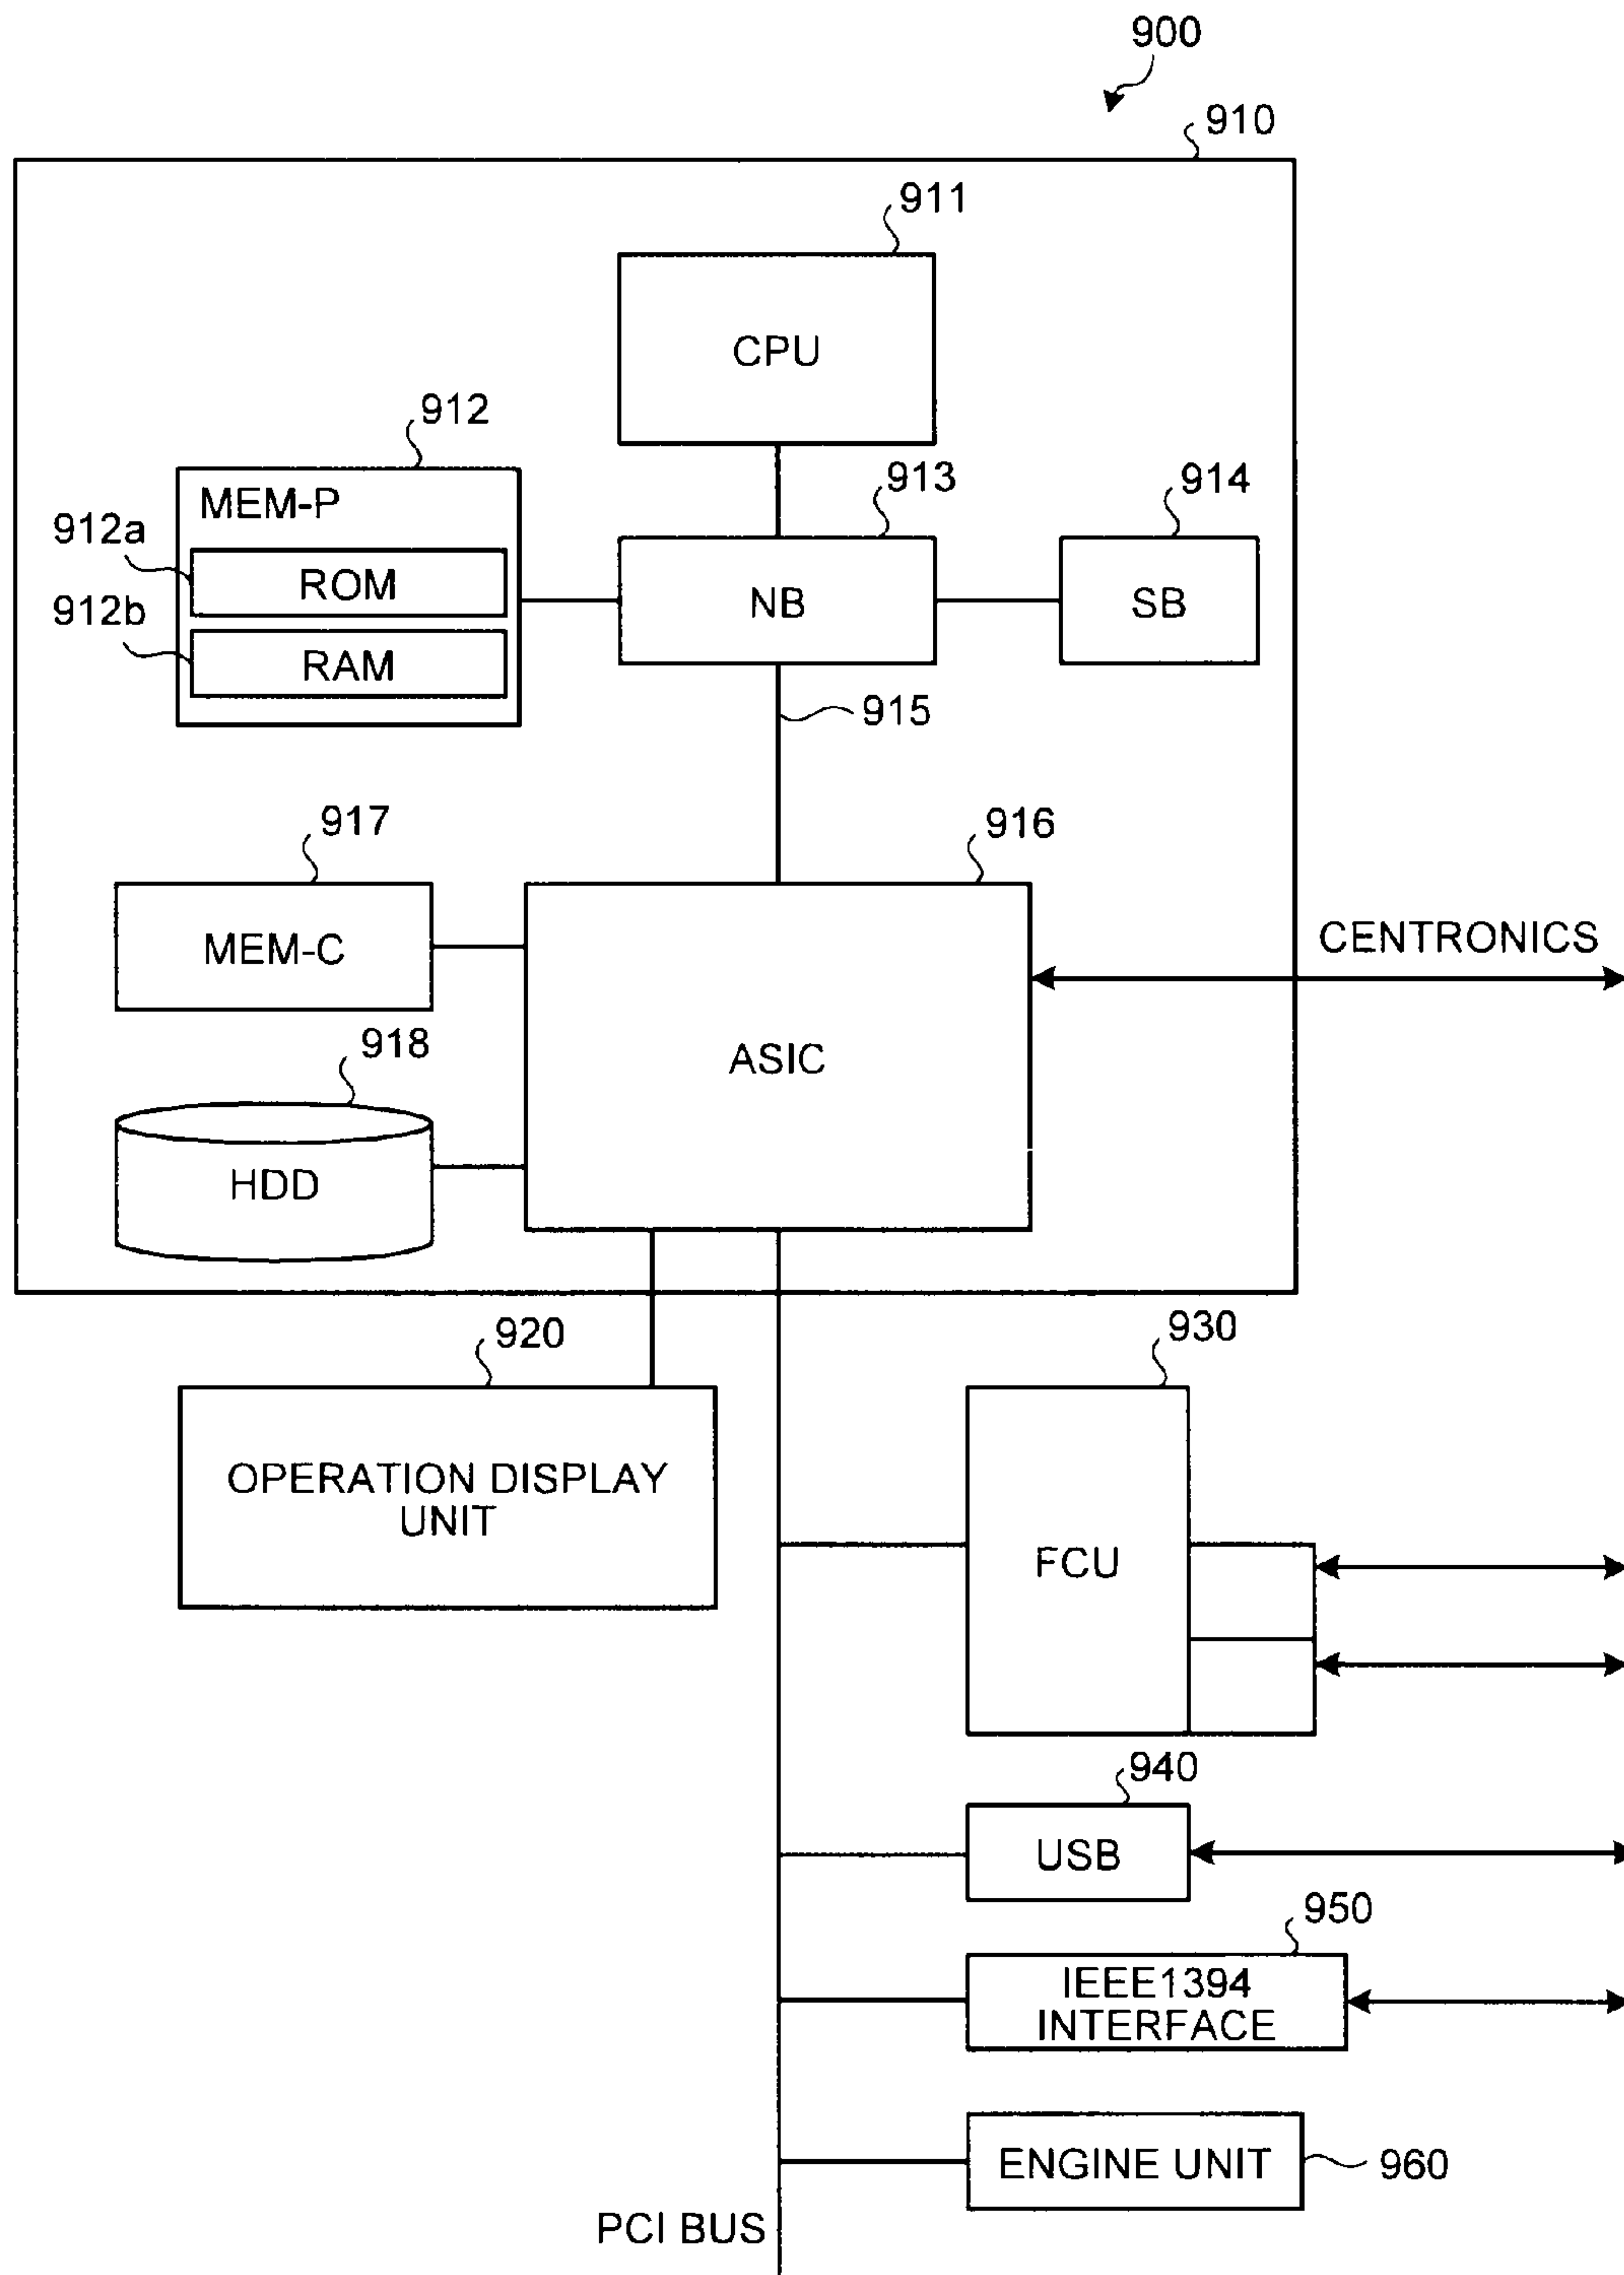 900
910
911
CPU
912
MEM-P
912a
ROM
912b
RAM
913
NB
914
SB
915
917
MEM-C
916
CENTRONICS
918
HDD
ASIC
920
OPERATION DISPLAY
UNIT
930
FCU
940
USB
950
IEEE1394
INTERFACE
ENGINE UNIT
960
PCI BUS